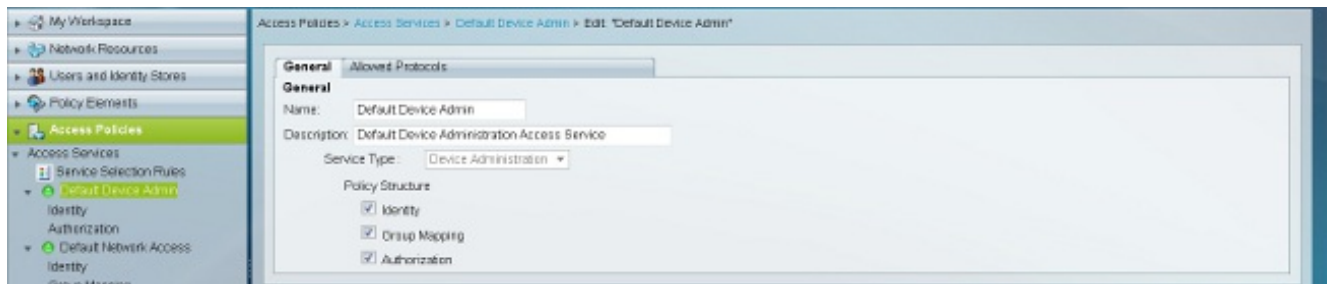 My Workspace
Network Resources
Users and Identity Stores
Policy Elements
Access Policies
Access Services
Service Selection Rules
Default Device Admin
Identity
Authorization
Default Network Access
Identity
Group Mapping
Access Policies > Access Services > Default Device Admin > Edit: "Default Device Admin"
General Allowed Protocols
General
Name: Default Device Admin
Description: Default Device Administration Access Service
Service Type : Device Administration
Policy Structure
Identity
Group Mapping
Authorization